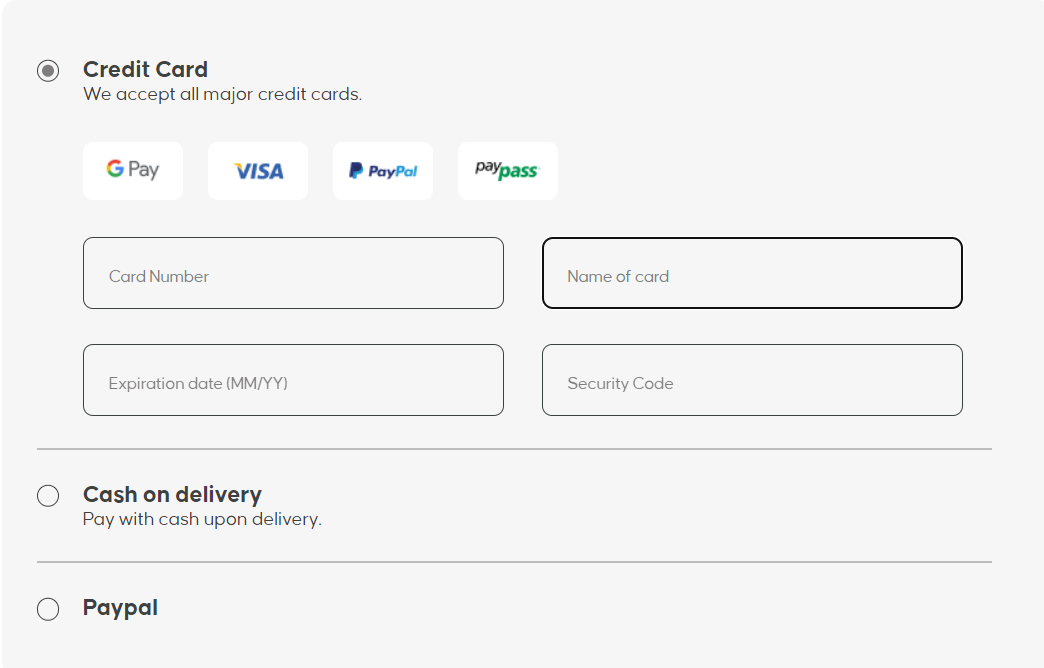 Credit Card
We accept all major credit cards.
G Pay VISA PayPal paypass
Card Number Name of card
Expiration date (MM/YY) Security Code
Cash on delivery
Pay with cash upon delivery.
Paypal